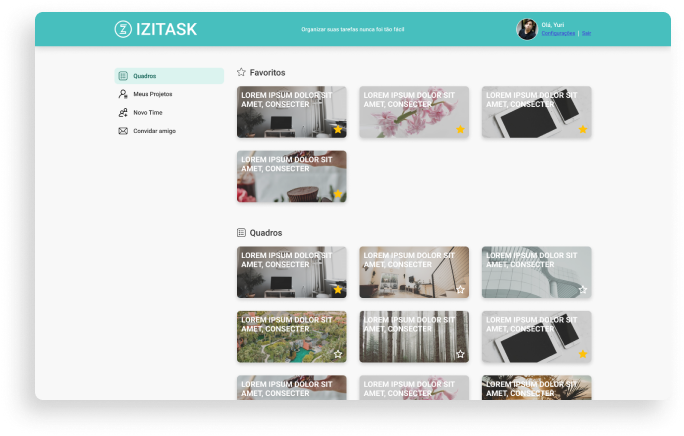 IZITASK
Organizar suas tarefas nunca foi tão fácil
Olá, Yuri
Configurações | Sair
Quadros
Meus Projetos
Novo Time
Convidar amigo
Favoritos
LOREM IPSUM DOLOR SIT
AMET, CONSECTER
LOREM IPSUM DOLOR SIT
AMET, CONSECTER
LOREM IPSUM DOLOR SIT
AMET, CONSECTER
LOREM IPSUM DOLOR SIT
AMET, CONSECTER
Quadros
LOREM IPSUM DOLOR SIT
AMET, CONSECTER
LOREM IPSUM DOLOR SIT
AMET, CONSECTER
LOREM IPSUM DOLOR SIT
AMET, CONSECTER
LOREM IPSUM DOLOR SIT
AMET, CONSECTER
LOREM IPSUM DOLOR SIT
AMET, CONSECTER
LOREM IPSUM DOLOR SIT
AMET, CONSECTER
LOREM IPSUM DOLOR SIT
AMET, CONSECTER
LOREM IPSUM DOLOR SIT
AMET, CONSECTER
LOREM IPSUM DOLOR SIT
AMET, CONSECTER